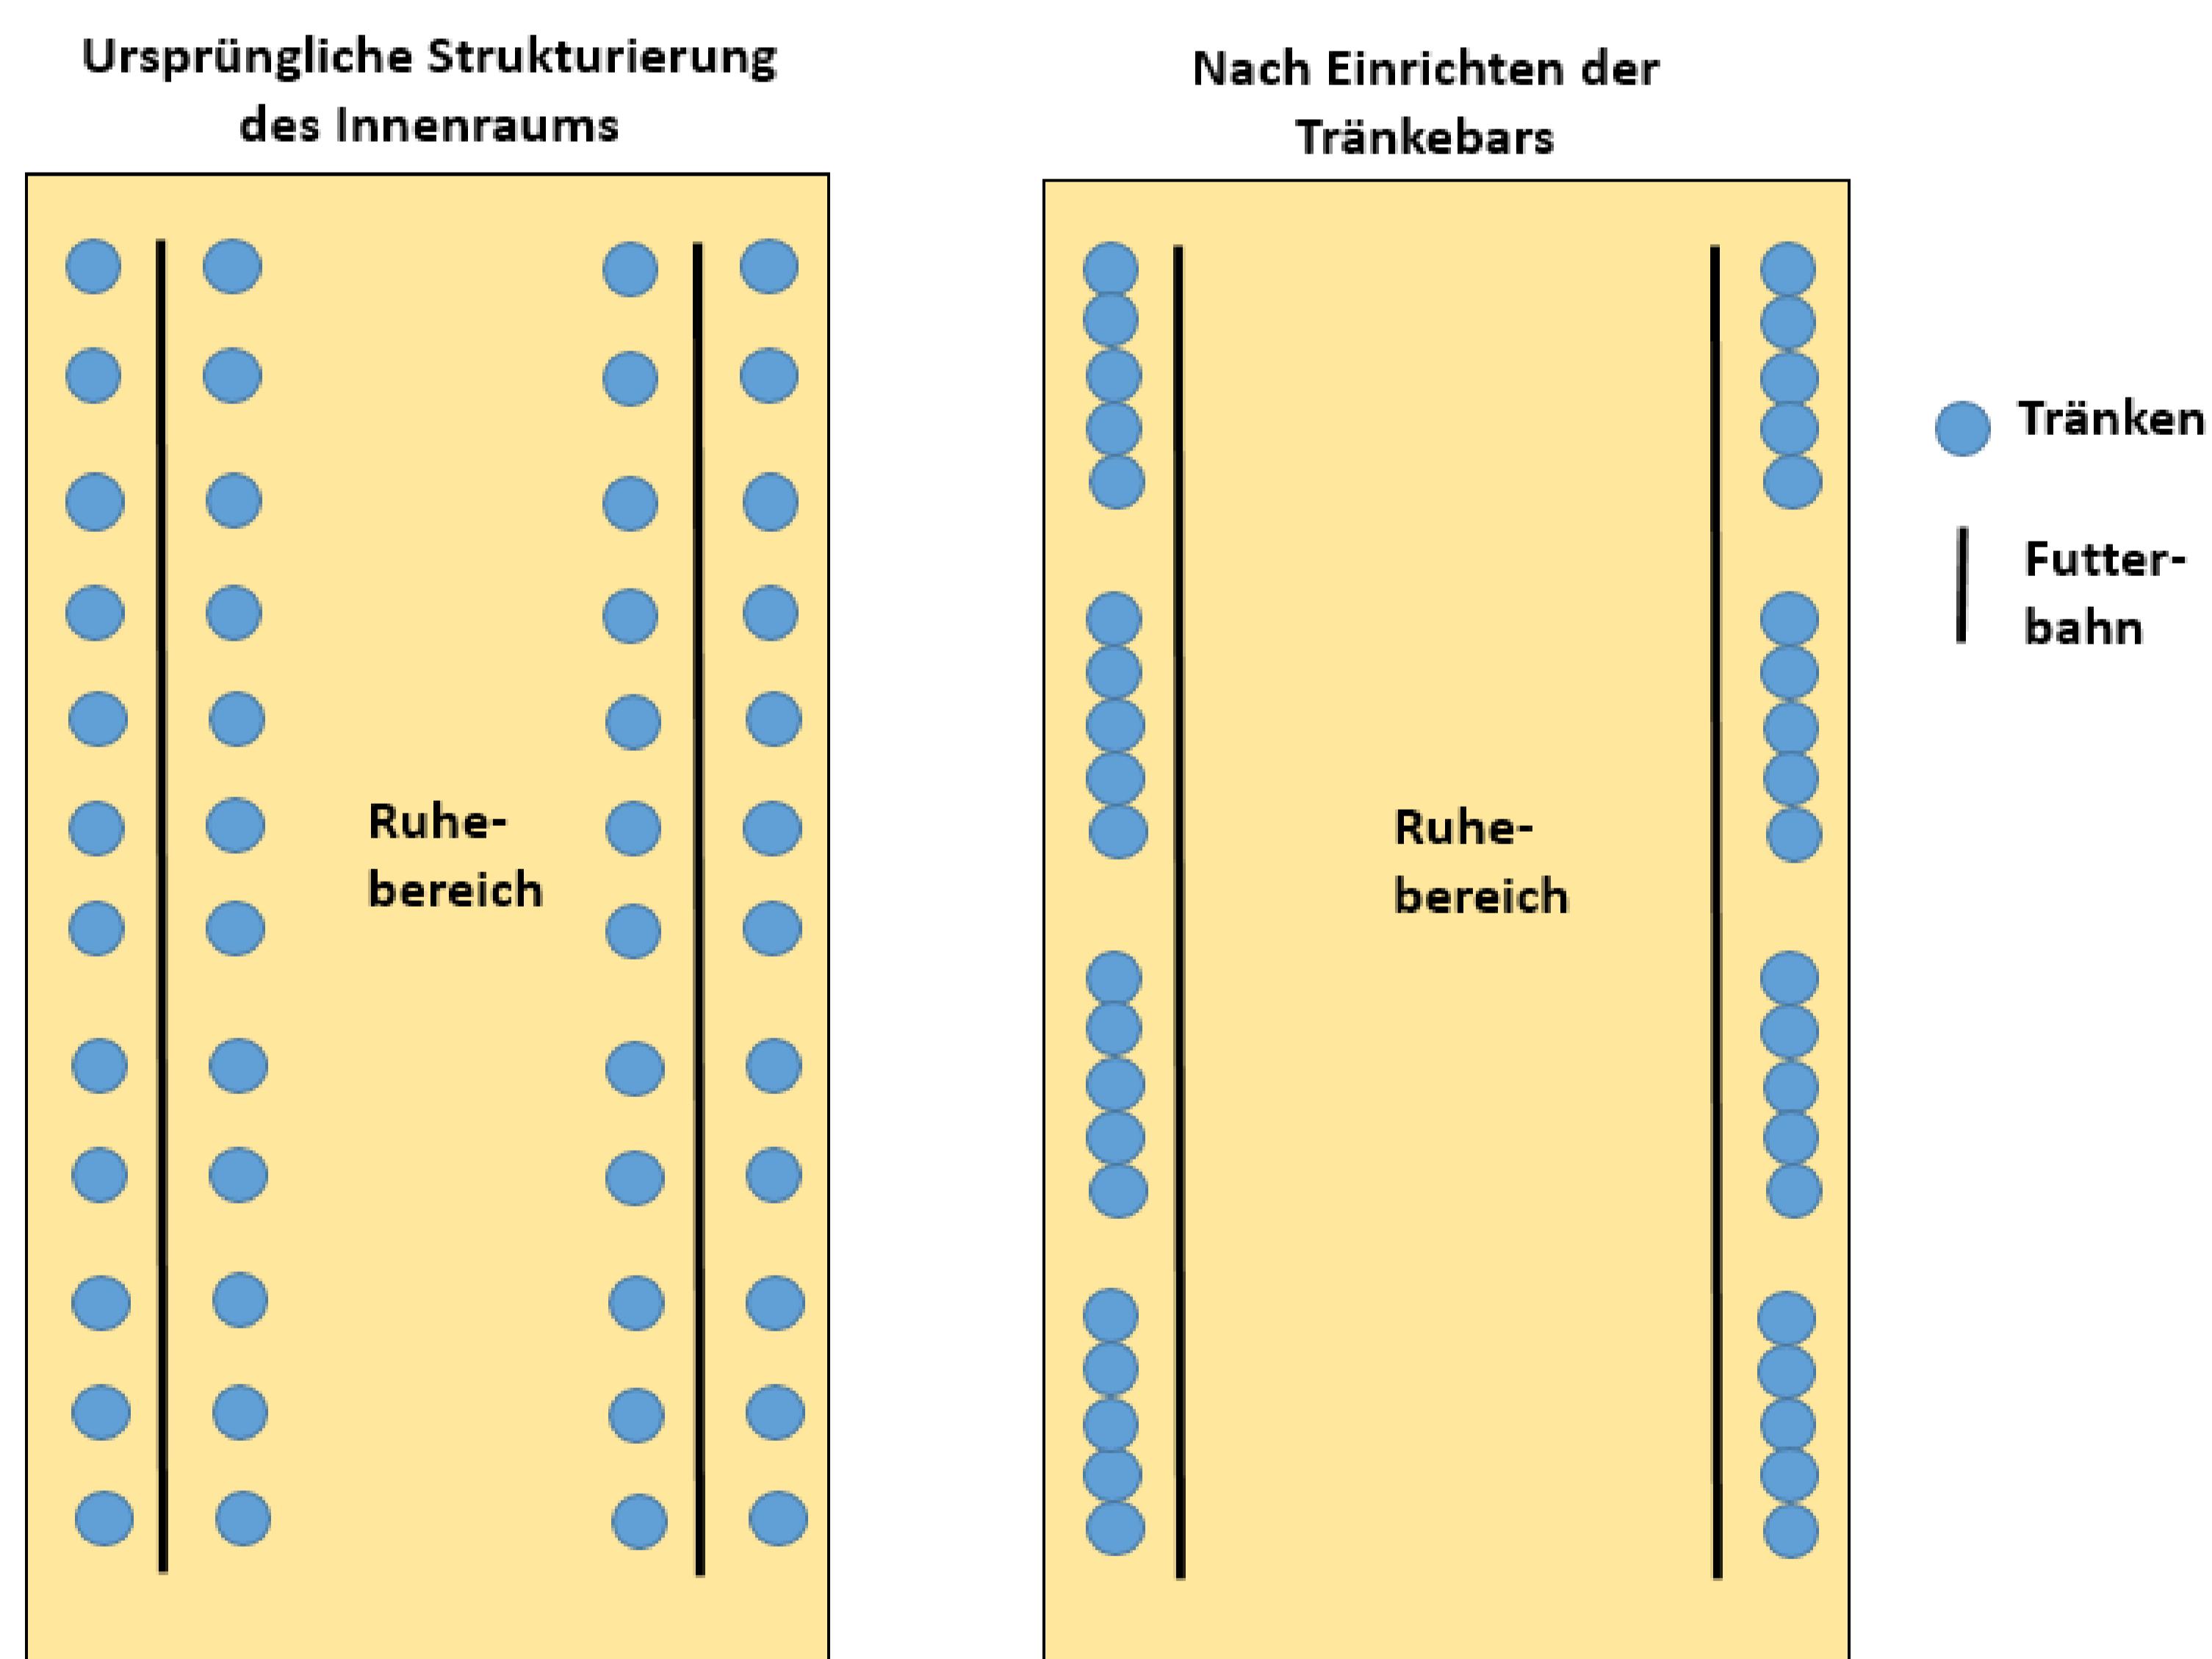 Ursprüngliche Strukturierung
des Innenraums
Nach Einrichten der
Tränkebars
Ruhe-
bereich
Ruhe-
bereich
Tränken
Futter-
bahn